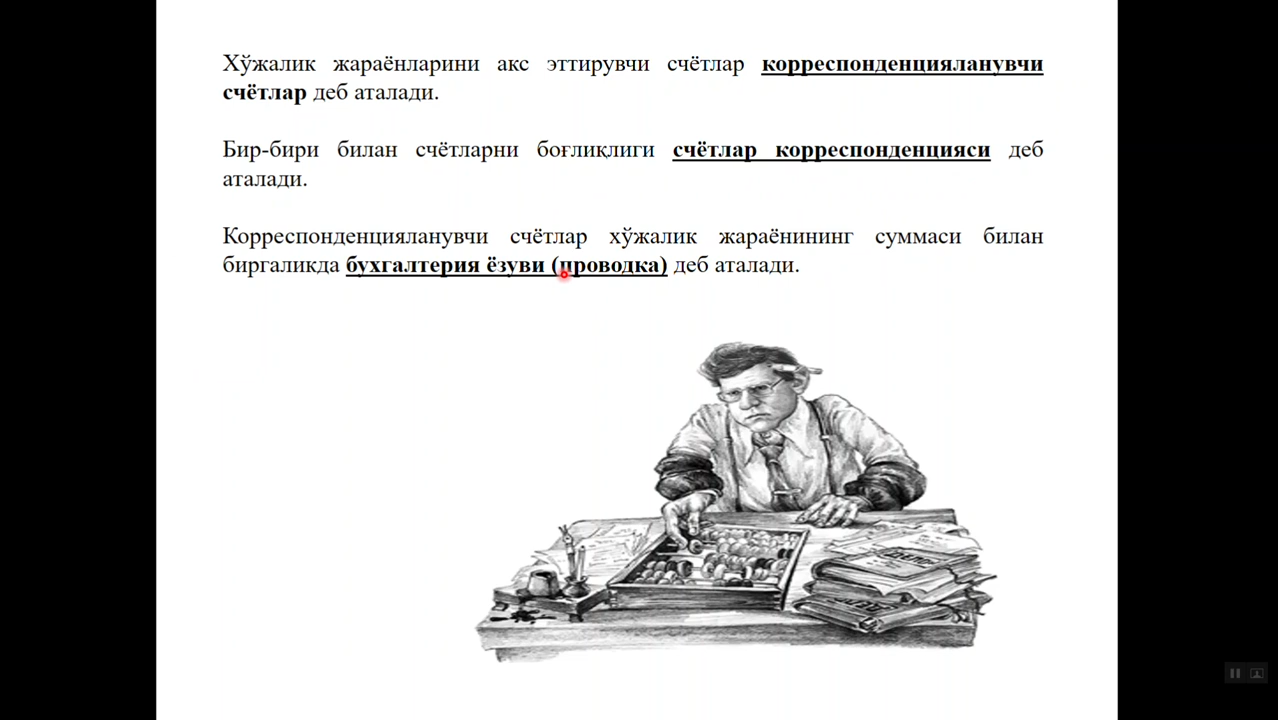 Хўжалик жараёнларини акс эттирувчи счётлар корреспонденцияланувчи
счётлар деб аталади.
Бир-бири билан счётларни боғлиқлиги счётлар корреспонденцияси деб
аталади.
Корреспонденцияланувчи счётлар хўжалик жараёнининг суммаси билан
биргаликда бухгалтерия ёзуви (проводка) деб аталади.